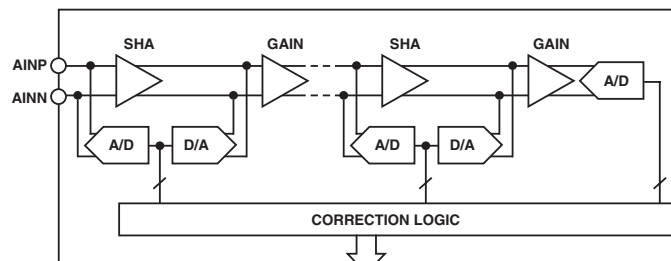 SHA GAIN SHA GAIN
AINP A/D
AINN
A/D D/A A/D D/A
CORRECTION LOGIC